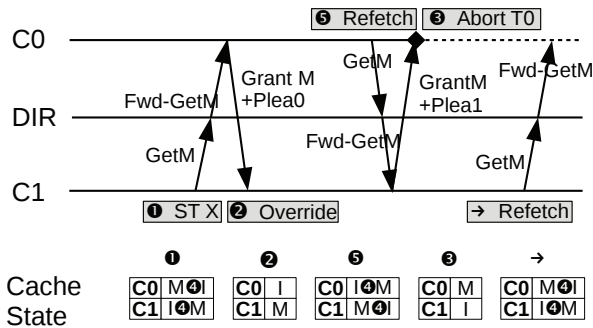 ❺ Refetch ❸ Abort T0
C0
GetM
Grant M
+Plea0
GrantM
+Plea1
Fwd-GetM
Fwd-GetM
DIR
Fwd-GetM
GetM
GetM
C1
❶ ST X ❷ Override → Refetch
❶ ❷ ❺ ❸ →
Cache
State
C0 M❹I C0 I C0 I❹M C0 M C0 M❹I
C1 I❹M C1 M C1 M❹I C1 I C1 I❹M